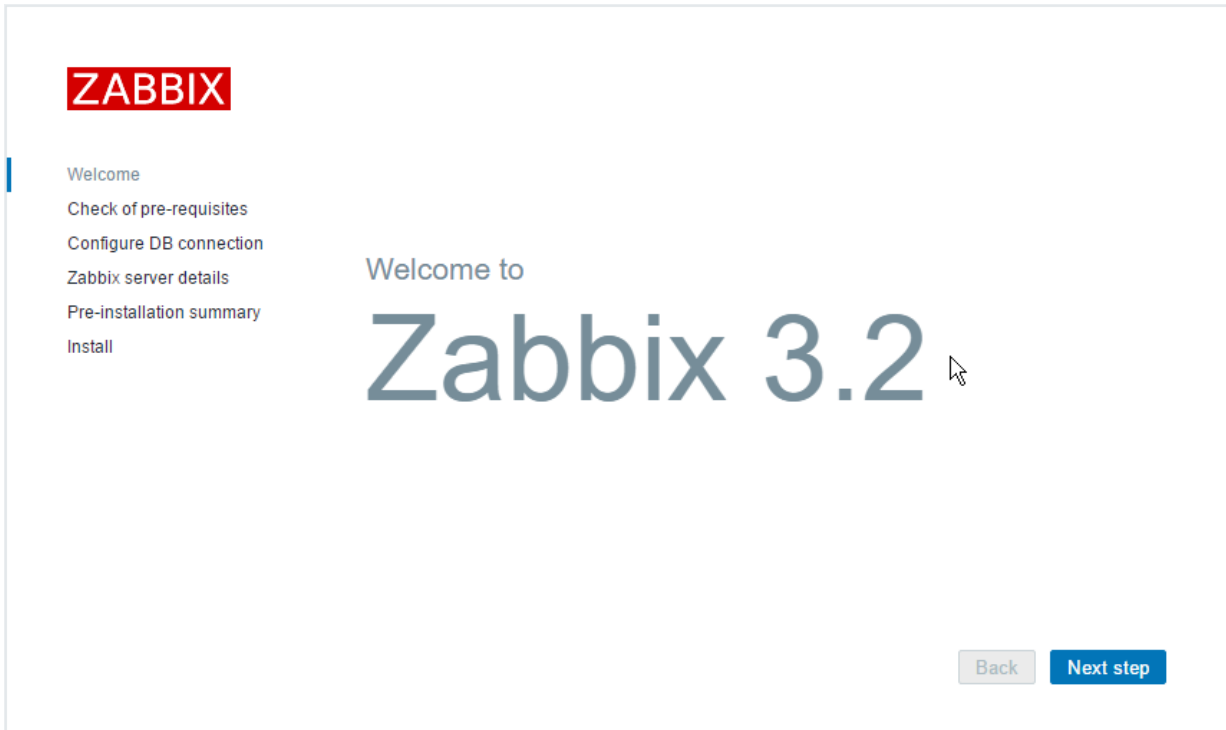 ZABBIX
Welcome
Check of pre-requisites
Configure DB connection
Zabbix server details
Pre-installation summary
Install
Welcome to
Zabbix 3.2
Back
Next step